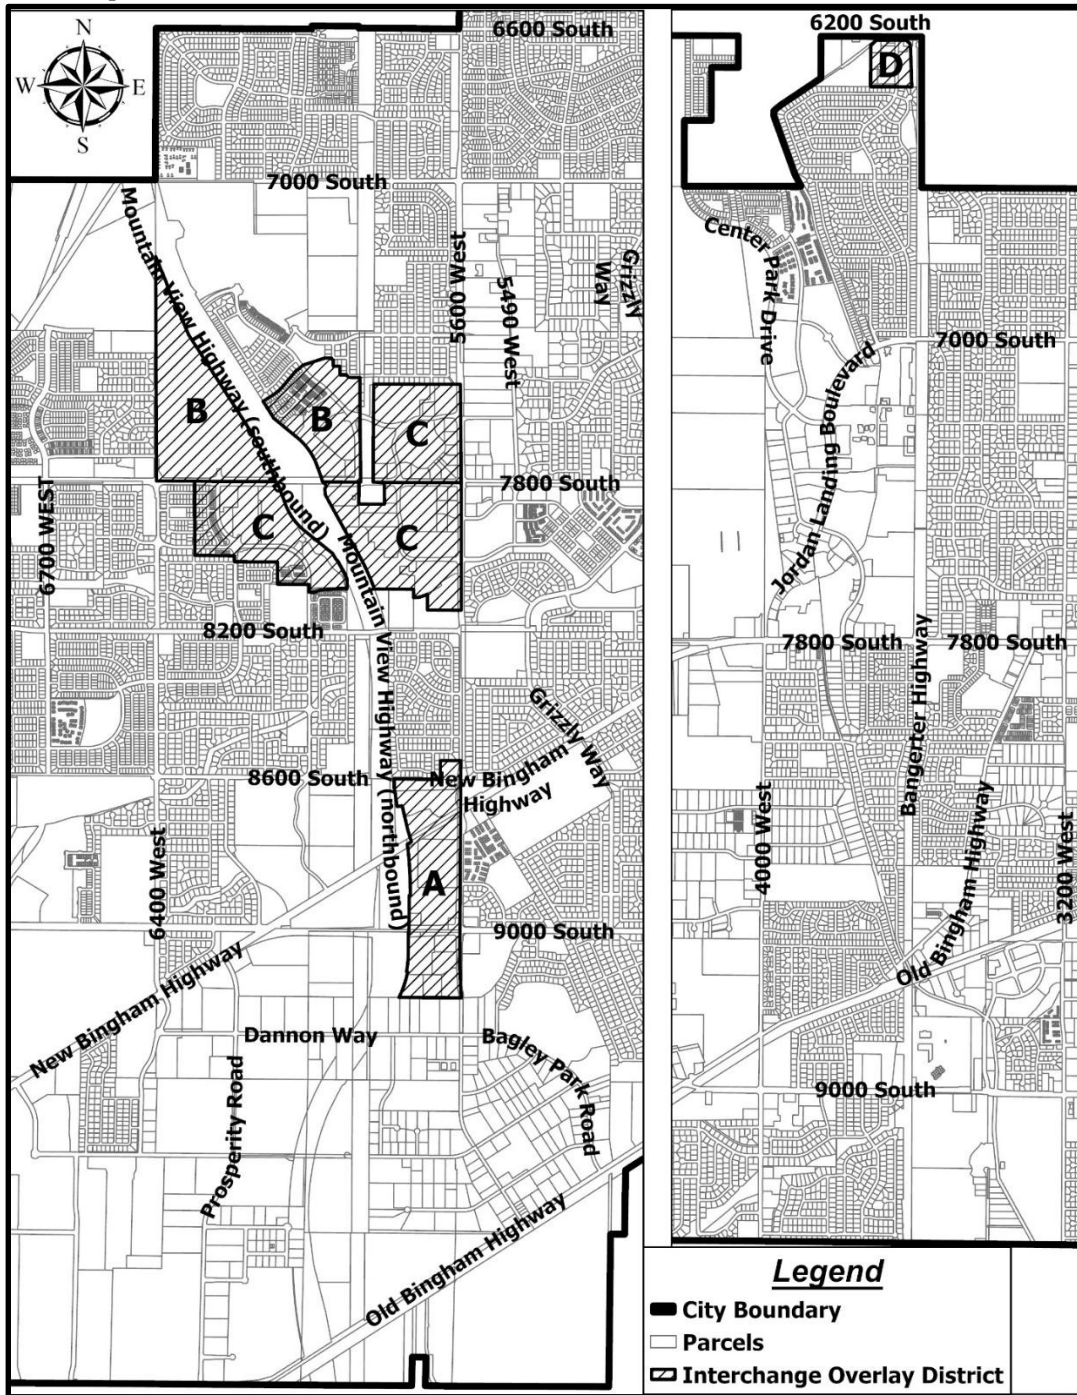 N
W E
S
6600 South
7000 South
Mountain View Highway (southbound)
5600 West
5490 West
Grizzly
Way
B
B
C
7800 South
C
C
6700 WEST
8200 South
Mountain View Highway (northbound)
Grizzly Way
8600 South
New Bingham
Highway
6400 West
A
9000 South
New Bingham Highway
Dannon Way
Bagley Park Road
Prosperity Road
Old Bingham Highway
6200 South
D
Center Park Drive
7000 South
Jordan Landing Boulevard
7800 South
7800 South
Bangerter Highway
4000 West
Old Bingham Highway
3200 West
9000 South
Legend
City Boundary
Parcels
Interchange Overlay District